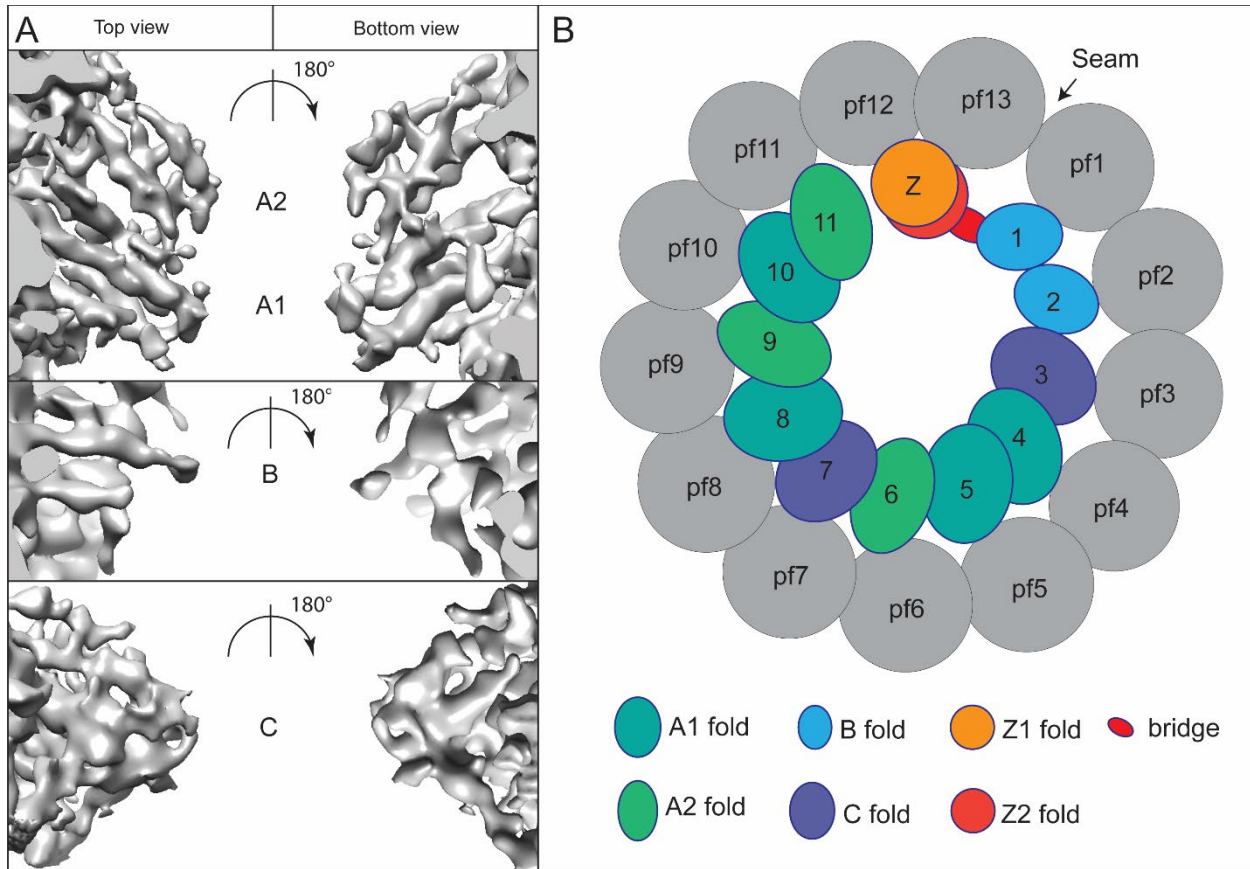 A
Top view
Bottom view
180°
A2
A1
180°
B
180°
C
B
Seam
pf12
pf13
pf11
pf1
Z
11
1
pf10
10
2
pf2
9
3
pf9
pf3
8
4
7
6
5
pf8
pf4
pf7
pf5
pf6
A1 fold
B fold
Z1 fold
bridge
A2 fold
C fold
Z2 fold